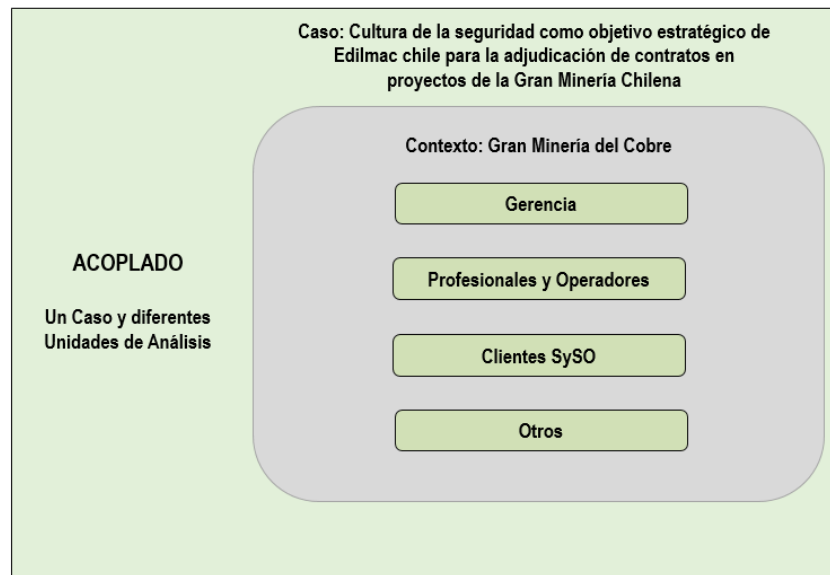 Caso: Cultura de la seguridad como objetivo estratégico de
Edilmac chile para la adjudicación de contratos en
proyectos de la Gran Minería Chilena
Contexto: Gran Minería del Cobre
Gerencia
Profesionales y Operadores
Clientes SySO
Otros
ACOPLADO
Un Caso y diferentes
Unidades de Análisis